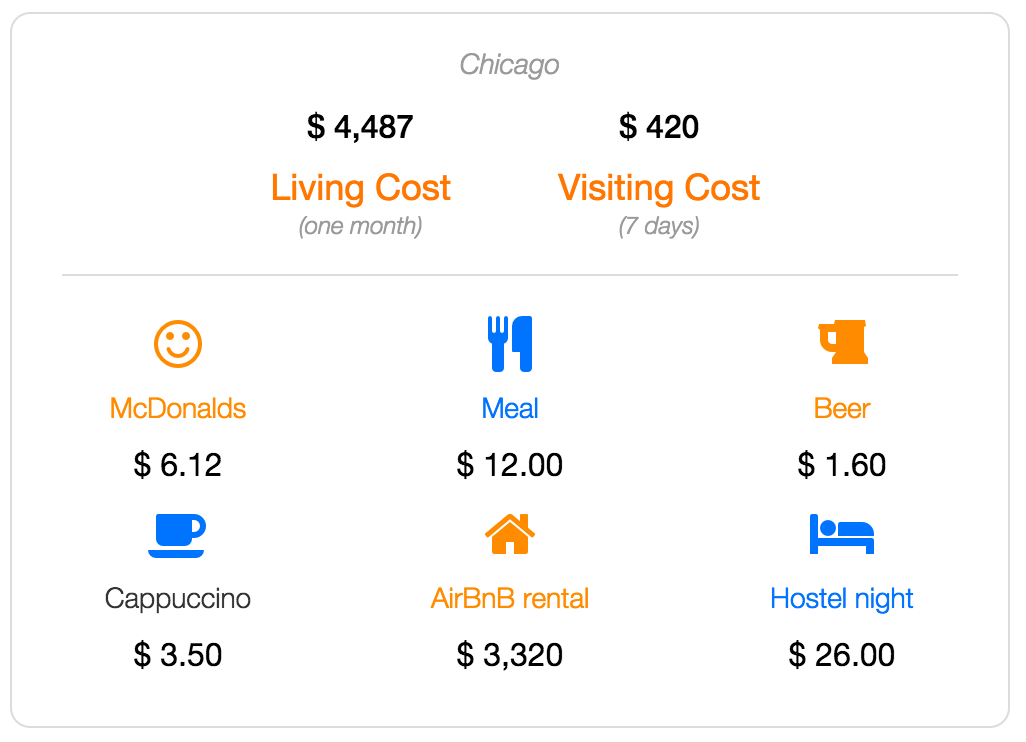 Chicago
$ 4,487 $ 420
Living Cost Visiting Cost
(one month) (7 days)
McDonalds Meal Beer
$ 6.12 $ 12.00 $ 1.60
Cappuccino AirBnB rental Hostel night
$ 3.50 $ 3,320 $ 26.00